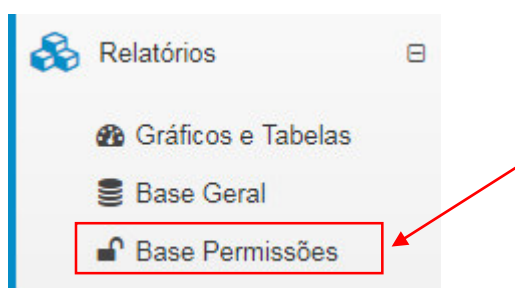 Relatórios
Gráficos e Tabelas
Base Geral
Base Permissões